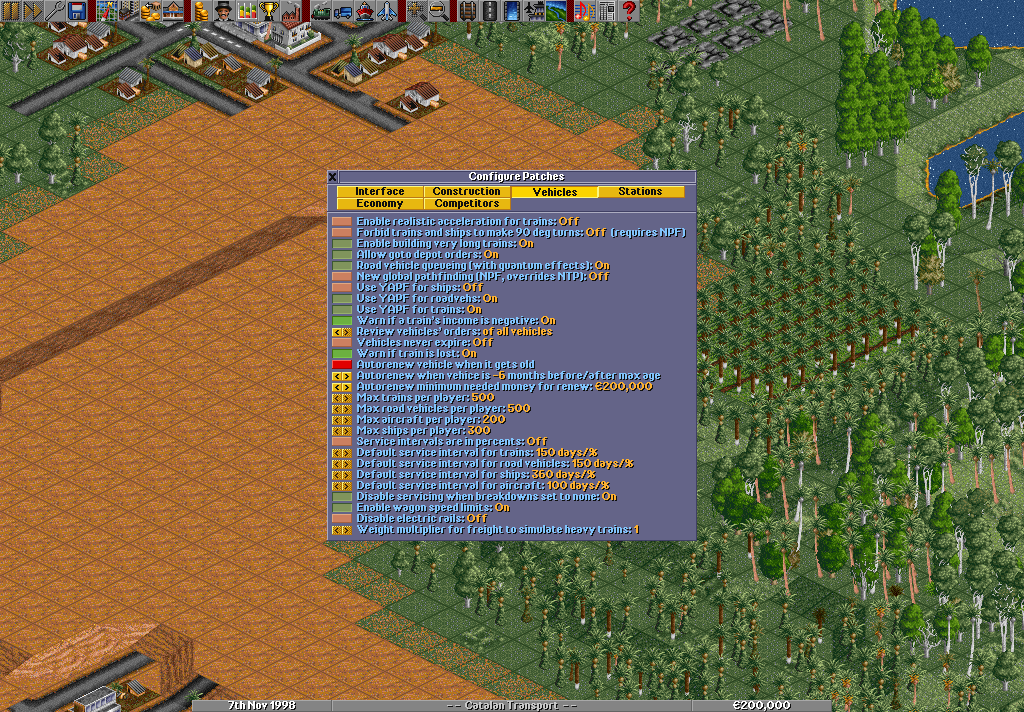 Configure Patches
Interface Construction Vehicles Stations
Economy Competitors
Enable realistic acceleration for trains: Off
Forbid trains and ships to make 90 deg turns: Off (requires NPF)
Enable building very long trains: On
Allow goto depot orders: On
Road vehicle queueing (with quantum effects): On
New global pathfinding (NPF, overrides NTP): Off
Use YAPF for ships: Off
Use YAPF for roadvehs: On
Use YAPF for trains: On
Warn if a train's income is negative: On
Review vehicles' orders: of all vehicles
Vehicles never expire: Off
Warn if train is lost: On
Autorenew vehicle when it gets old
Autorenew when vehice is -6 months before/after max age
Autorenew minimum needed money for renew: €200,000
Max trains per player: 500
Max road vehicles per player: 500
Max aircraft per player: 200
Max ships per player: 300
Service intervals are in percents: Off
Default service interval for trains: 150 days/%
Default service interval for road vehicles: 150 days/%
Default service interval for ships: 360 days/%
Default service interval for aircraft: 100 days/%
Disable servicing when breakdowns set to none: On
Enable wagon speed limits: On
Disable electric rails: Off
Weight multiplier for freight to simulate heavy trains: 1
7th Nov 1998 -- Catalan Transport -- €200,000